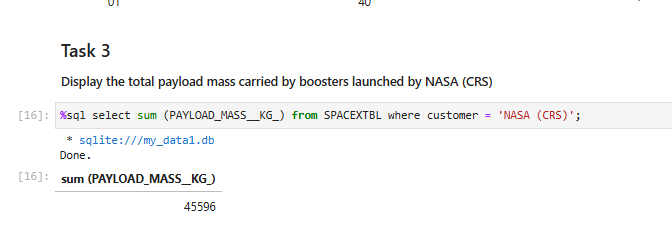 01 40
Task 3
Display the total payload mass carried by boosters launched by NASA (CRS)
[16]: %sql select sum (PAYLOAD_MASS__KG_) from SPACEXTBL where customer = 'NASA (CRS)';
* sqlite:///my_data1.db
Done.
[16]: sum (PAYLOAD_MASS__KG_)
45596